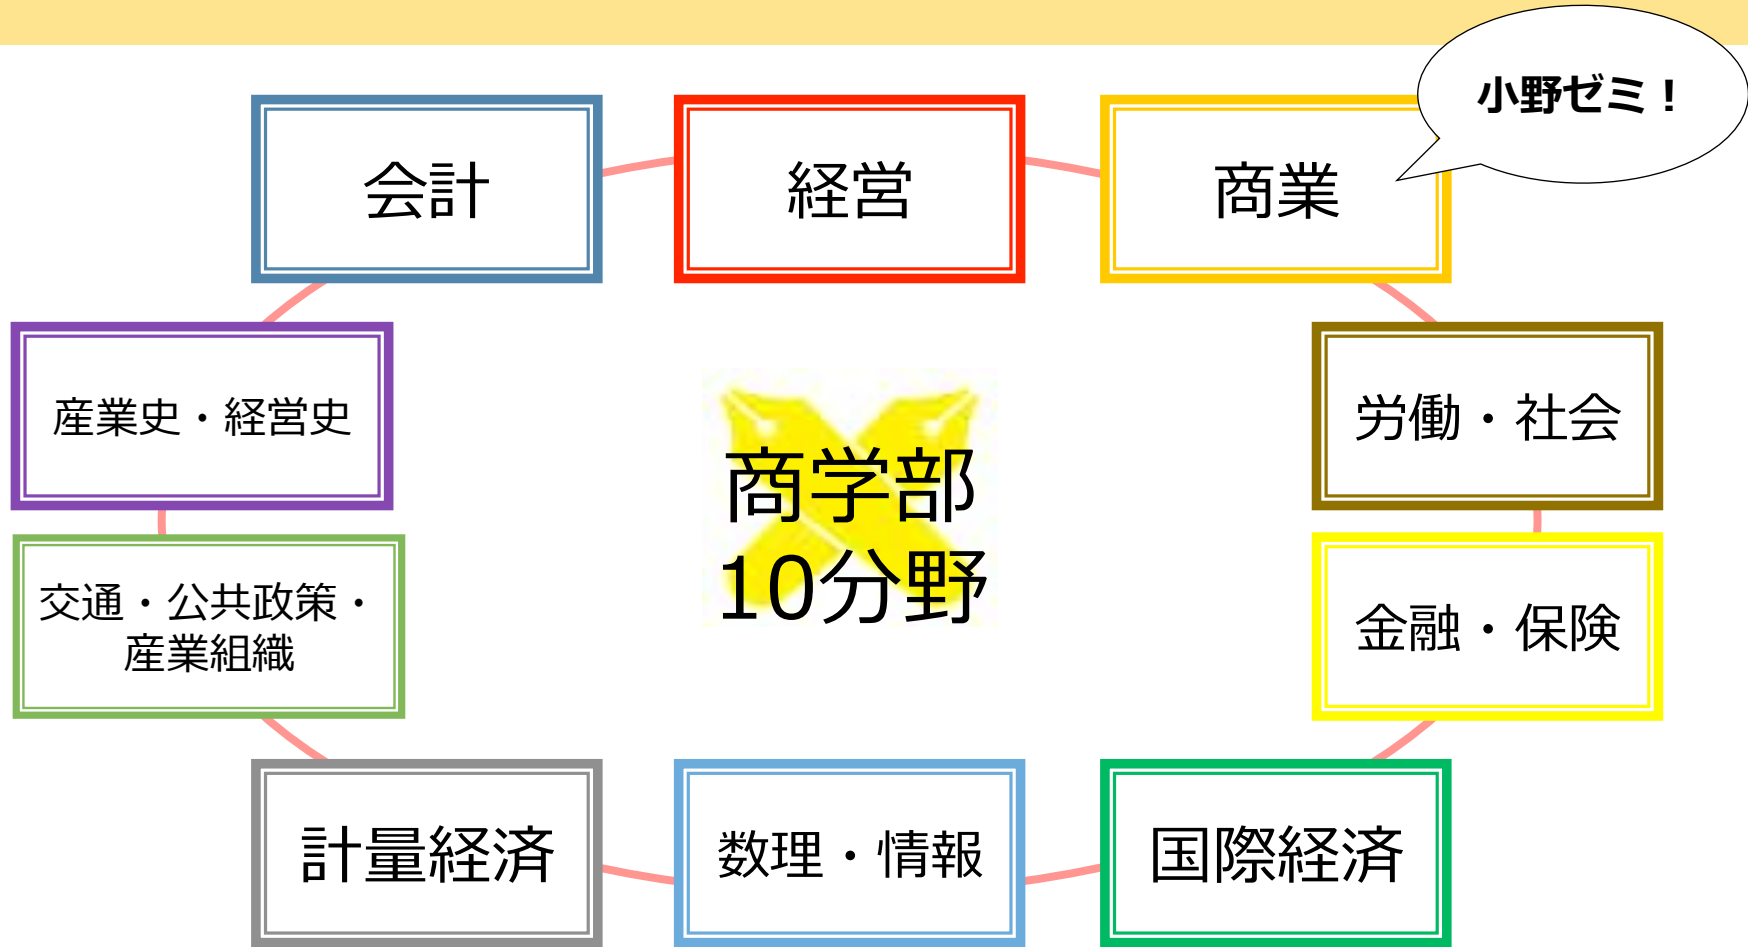 小野ゼミ！
会計
経営
商業
産業史・経営史
労働・社会
商学部
10分野
交通・公共政策・
産業組織
金融・保険
計量経済
数理・情報
国際経済